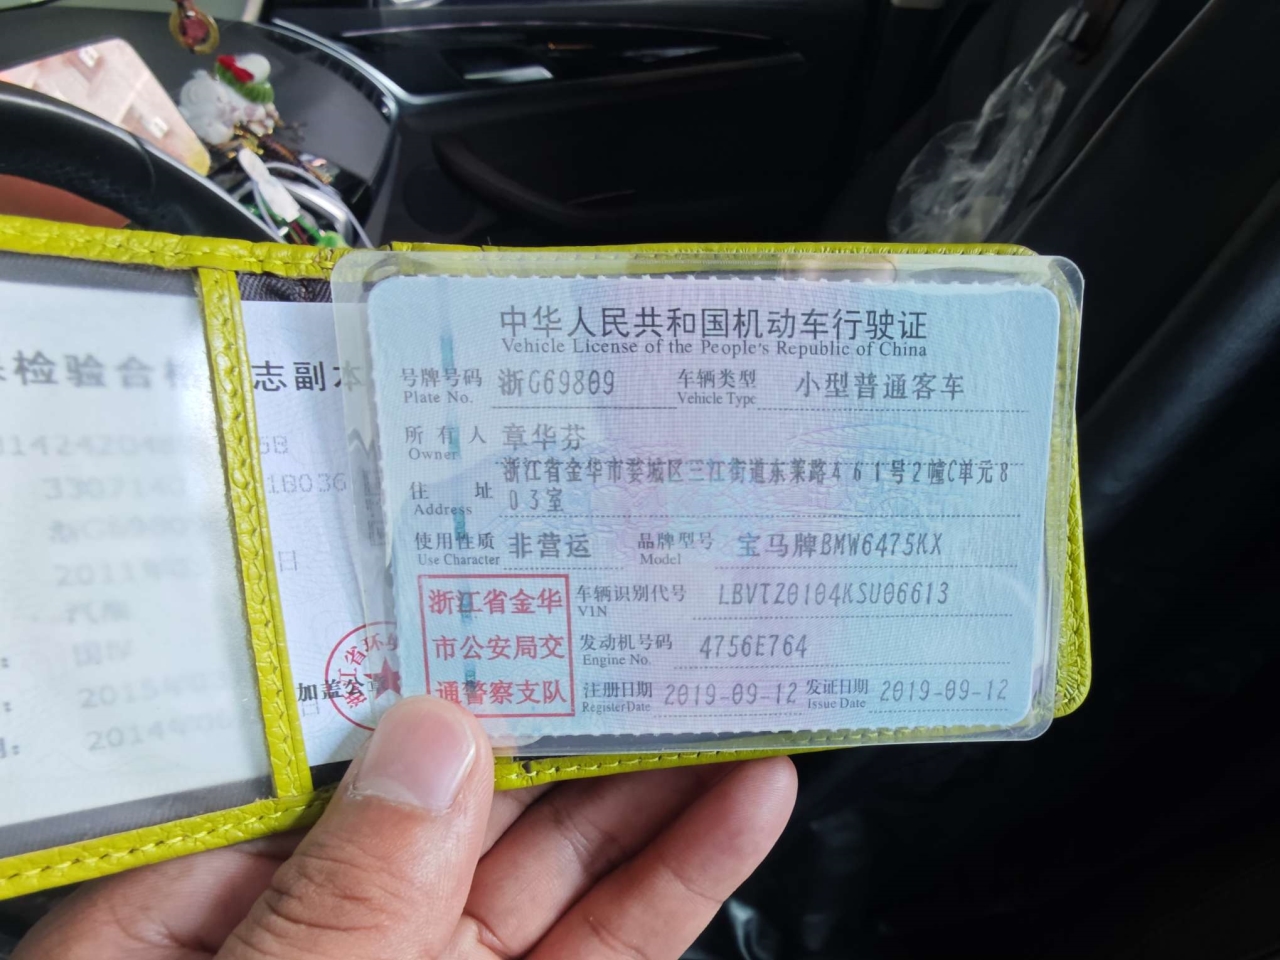 检验合格
志副本
中华人民共和国机动车行驶证
Vehicle License of the People's Republic of China
号牌号码 浙G69809 车辆类型 小型普通客车
Plate No. Vehicle Type
所有人 章华芬
Owner
住址 浙江省金华市婺城区三江街道东莱路461号2幢C单元8
Address 03室
使用性质 非营运 品牌型号 宝马牌BMW6475KX
Use Character Model
浙江省金华
市公安局交
通警察支队
车辆识别代号 LBVTZ0104KSU06613
VIN
发动机号码 4756E764
Engine No.
注册日期 2019-09-12 发证日期 2019-09-12
Register Date Issue Date
1B036
加盖公